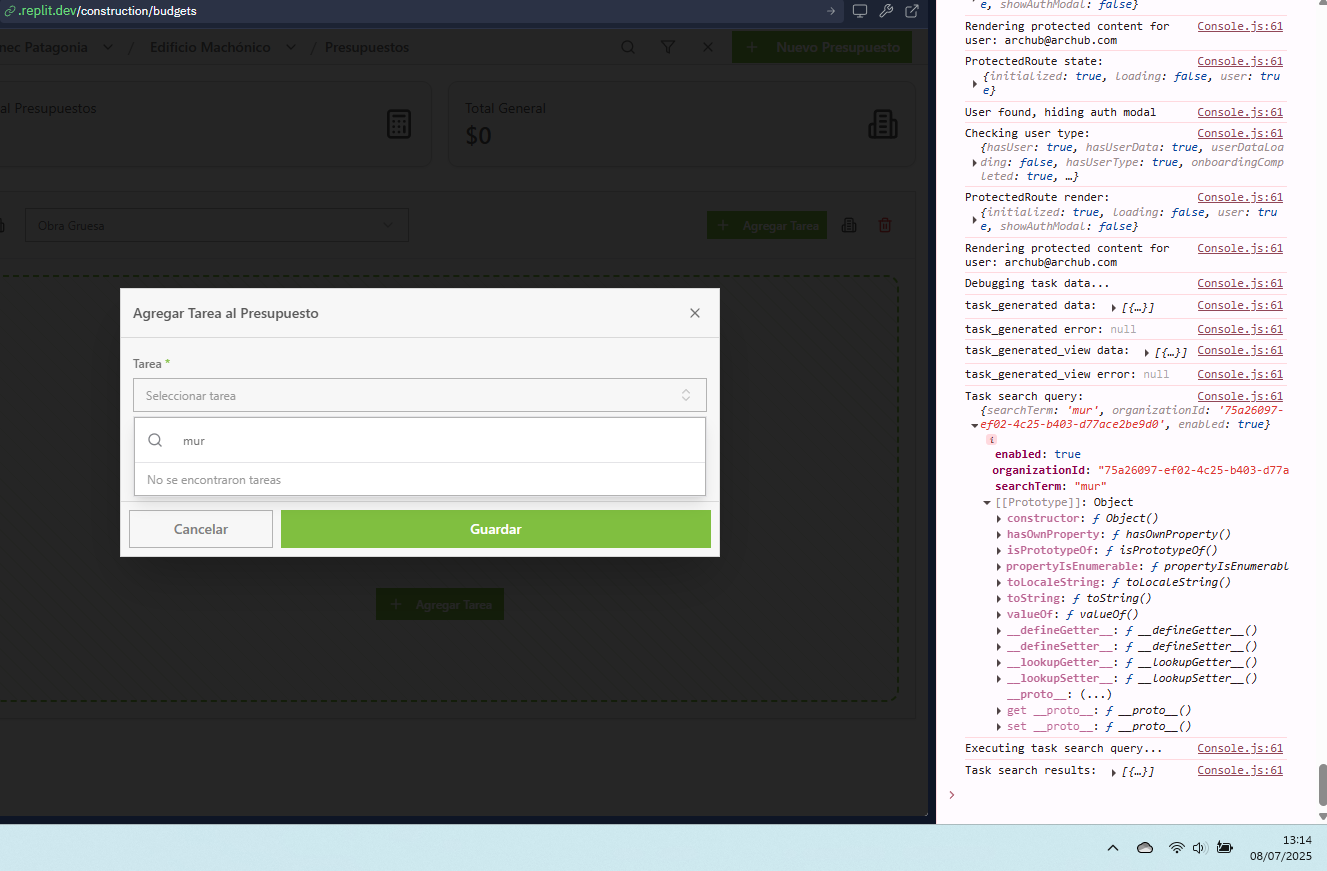 .replit.dev/construction/budgets
nec Patagonia / Edificio Machónico / Presupuestos
Nuevo Presupuesto
al Presupuestos
Total General
$0
Obra Gruesa
Agregar Tarea
Agregar Tarea al Presupuesto
Tarea *
Seleccionar tarea
mur
No se encontraron tareas
Cancelar
Guardar
Agregar Tarea
e, showAuthModal: false}
Rendering protected content for Console.js:61
user: archub@archub.com
ProtectedRoute state: Console.js:61
{initialized: true, loading: false, user: tru
e}
User found, hiding auth modal Console.js:61
Checking user type: Console.js:61
{hasUser: true, hasUserData: true, userDataLoa
ding: false, hasUserType: true, onboardingComp
leted: true, …}
ProtectedRoute render: Console.js:61
{initialized: true, loading: false, user: tru
e, showAuthModal: false}
Rendering protected content for Console.js:61
user: archub@archub.com
Debugging task data... Console.js:61
task_generated data: [{…}] Console.js:61
task_generated error: null Console.js:61
task_generated_view data: [{…}] Console.js:61
task_generated_view error: null Console.js:61
Task search query: Console.js:61
{searchTerm: 'mur', organizationId: '75a26097-
ef02-4c25-b403-d77ace2be9d0', enabled: true}
i
enabled: true
organizationId: "75a26097-ef02-4c25-b403-d77a
searchTerm: "mur"
[[Prototype]]: Object
constructor: ƒ Object()
hasOwnProperty: ƒ hasOwnProperty()
isPrototypeOf: ƒ isPrototypeOf()
propertyIsEnumerable: ƒ propertyIsEnumerabl
toLocaleString: ƒ toLocaleString()
toString: ƒ toString()
valueOf: ƒ valueOf()
__defineGetter__: ƒ __defineGetter__()
__defineSetter__: ƒ __defineSetter__()
__lookupGetter__: ƒ __lookupGetter__()
__lookupSetter__: ƒ __lookupSetter__()
__proto__: (...)
get __proto__: ƒ __proto__()
set __proto__: ƒ __proto__()
Executing task search query... Console.js:61
Task search results: [{…}] Console.js:61
13:14
08/07/2025